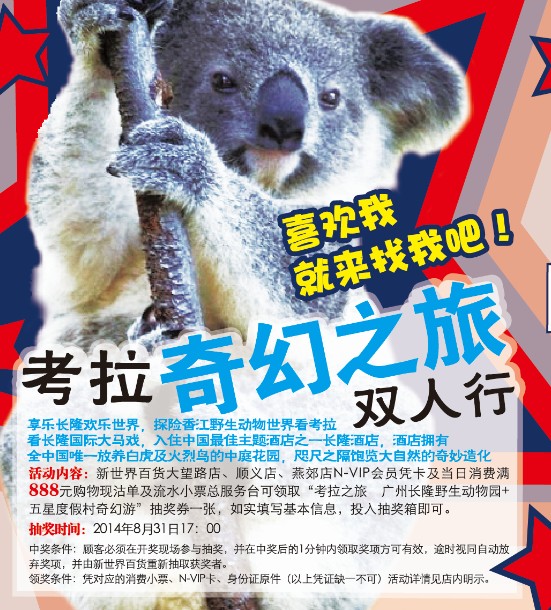 喜欢我
就来找我吧！
考拉奇幻之旅
双人行
享乐长隆欢乐世界，探险香江野生动物世界看考拉
看长隆国际大马戏，入住中国最佳主题酒店之一长隆酒店，酒店拥有
全中国唯一放养白虎及火烈鸟的中庭花园，咫尺之隔饱览大自然的奇妙造化
活动内容：新世界百货大望路店、顺义店、燕郊店N-VIP会员凭卡及当日消费满
888元购物现沽单及流水小票总服务台可领取“考拉之旅　广州长隆野生动物园+
五星度假村奇幻游”抽奖券一张，如实填写基本信息，投入抽奖箱即可。
抽奖时间：2014年8月31日17：00
中奖条件：顾客必须在开奖现场参与抽奖，并在中奖后的1分钟内领取奖项方可有效，逾时视同自动放
弃奖项，并由新世界百货重新抽取获奖者。
领奖条件：凭对应的消费小票、N-VIP卡、身份证原件（以上凭证缺一不可）活动详情见店内明示。